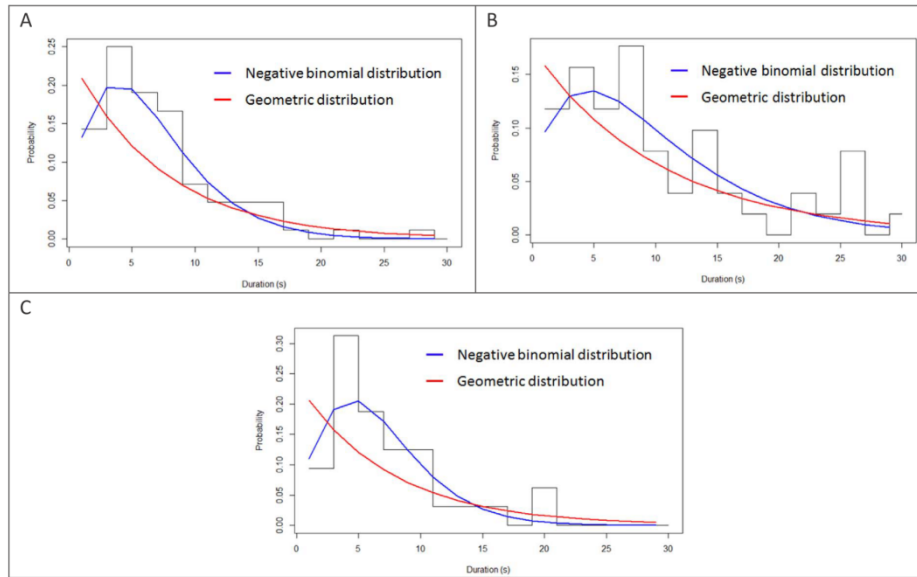 A
Negative binomial distribution
Geometric distribution
Probability
0.25
0.20
0.15
0.10
0.05
0.00
0 5 10 15 20 25 30
Duration (s)
B
Negative binomial distribution
Geometric distribution
Probability
0.15
0.10
0.05
0.00
0 5 10 15 20 25 30
Duration (s)
C
Negative binomial distribution
Geometric distribution
Probability
0.30
0.25
0.20
0.15
0.10
0.05
0.00
0 5 10 15 20 25 30
Duration (s)